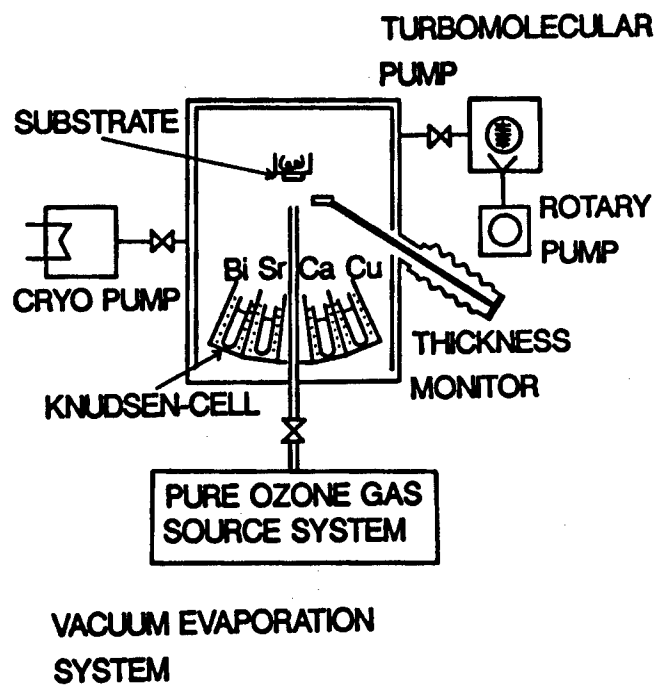 TURBOMOLECULAR
PUMP
SUBSTRATE
ROTARY
PUMP
Bi Sr Ca Cu
CRYO PUMP
THICKNESS
MONITOR
KNUDSEN-CELL
PURE OZONE GAS
SOURCE SYSTEM
VACUUM EVAPORATION
SYSTEM